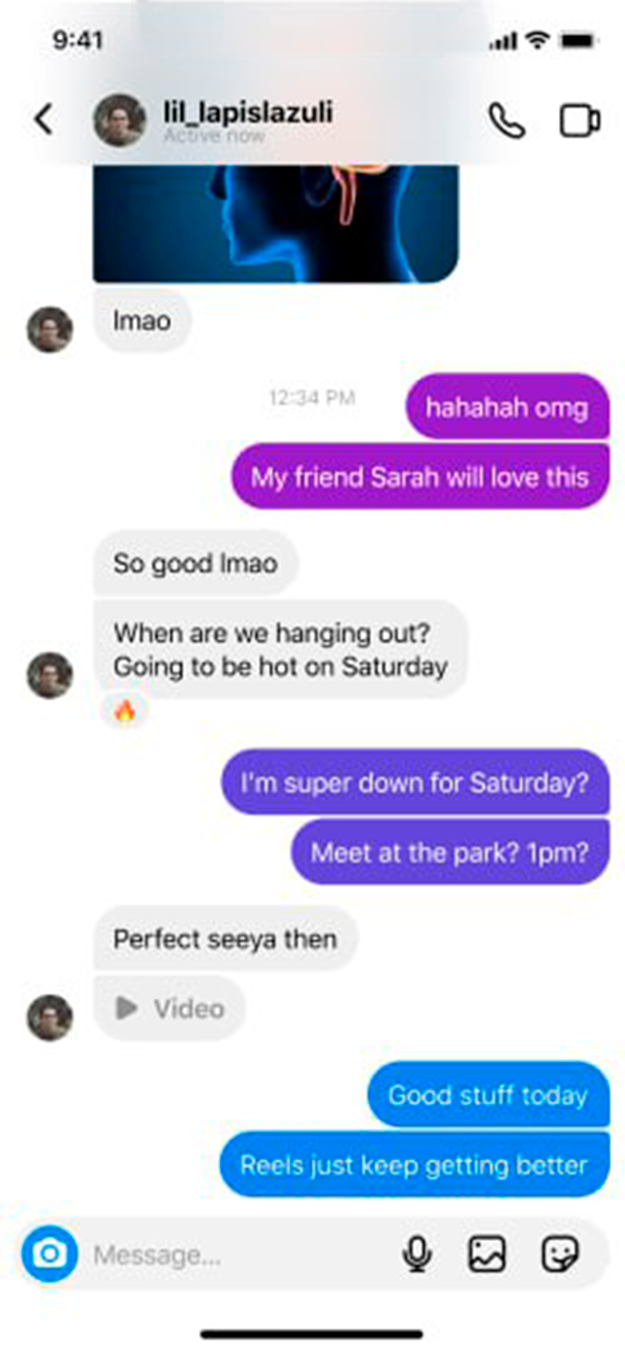 9:41
lil_lapislazuli
Active now
lmao
12:34 PM
hahahah omg
My friend Sarah will love this
So good lmao
When are we hanging out?
Going to be hot on Saturday
🔥
I'm super down for Saturday?
Meet at the park? 1pm?
Perfect seeya then
Video
Good stuff today
Reels just keep getting better
Message...